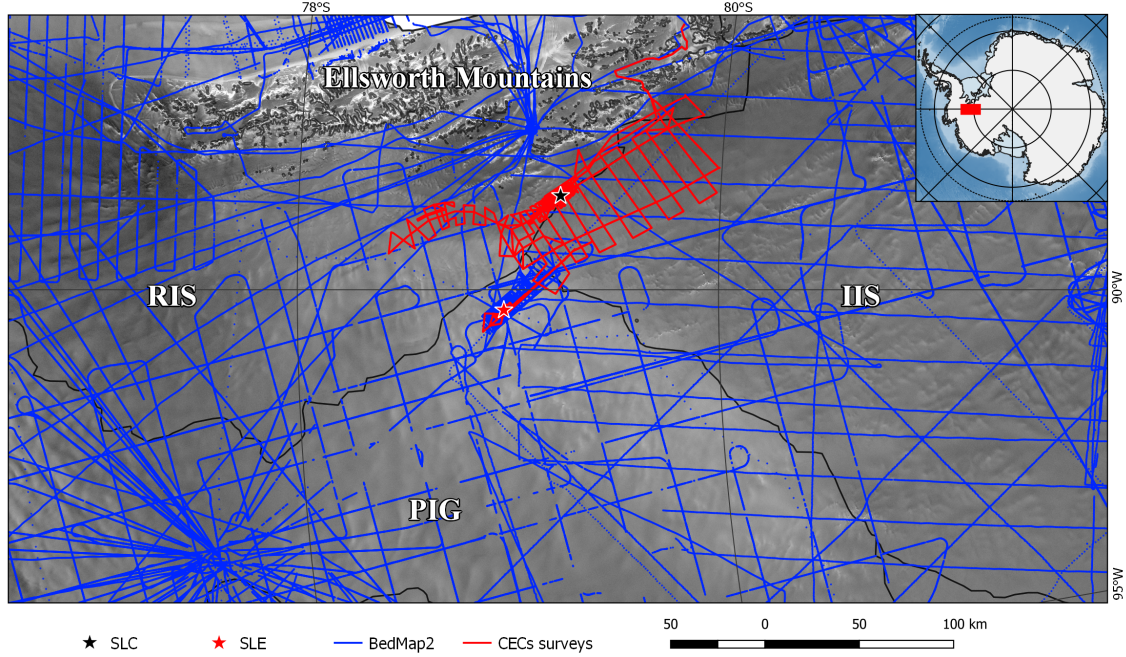 78°S 80°S
Ellsworth Mountains
RIS IIS
90°W
PIG
95°W
SLC SLE BedMap2 CECs surveys
50 0 50 100 km